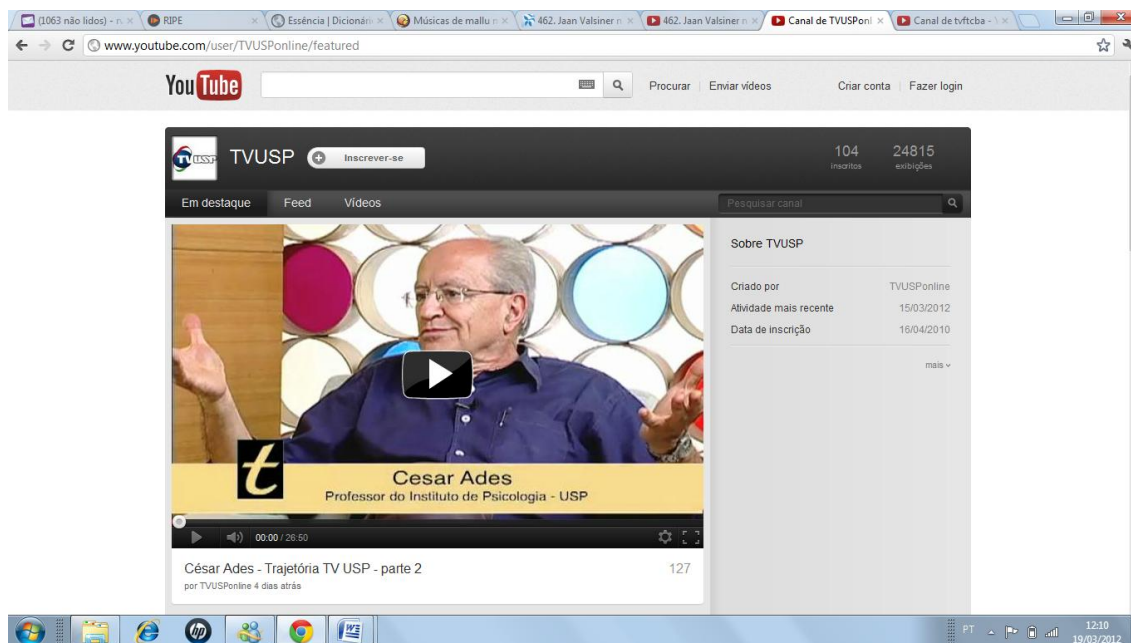 (1063 não lidos) - n
RIPE
Essência | Dicionári
Músicas de mallu n
462. Jaan Valsiner n
462. Jaan Valsiner n
Canal de TVUSPonl
Canal de tvftcba - Y
www.youtube.com/user/TVUSPonline/featured
YouTube
Procurar
Enviar vídeos
Criar conta
Fazer login
TVUSP
TVUSP
Inscrever-se
104
inscritos
24815
exibições
Em destaque
Feed
Vídeos
Pesquisar canal
Sobre TVUSP
Criado por TVUSPonline
Atividade mais recente 15/03/2012
Data de inscrição 16/04/2010
mais
t
Cesar Ades
Professor do Instituto de Psicologia - USP
00:00 / 26:50
César Ades - Trajetória TV USP - parte 2
127
por TVUSPonline 4 dias atrás
hp
W
PT
12:10
19/03/2012